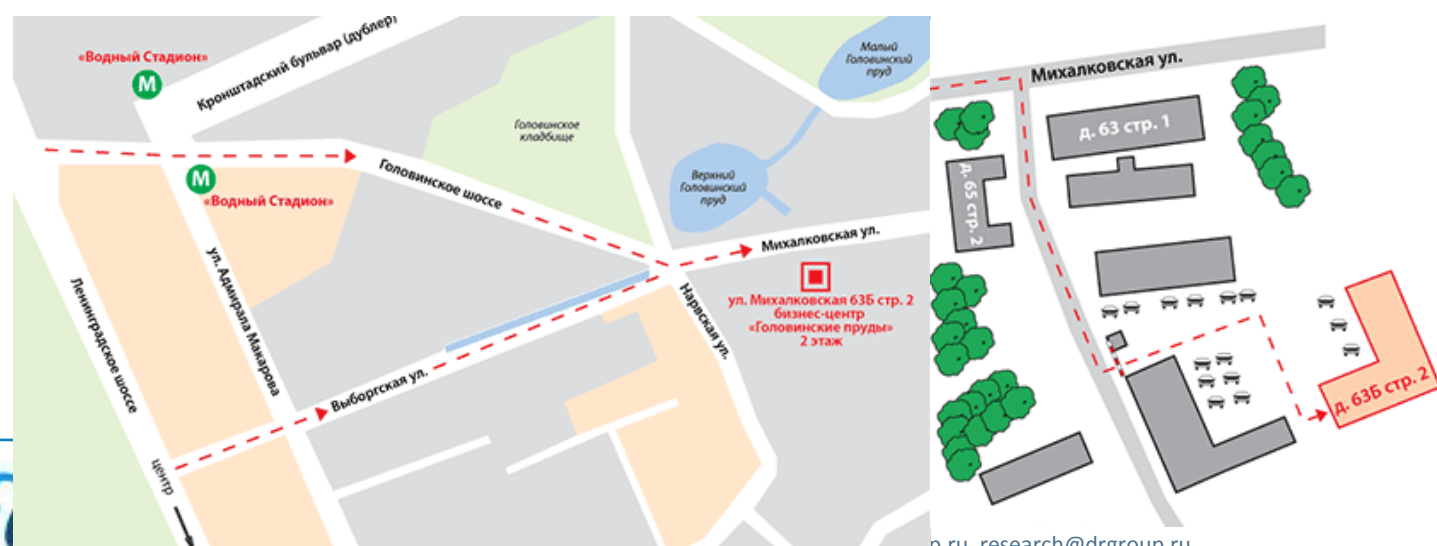 «Водный Стадион»
М
Кронштадский бульвар (дублер)
Малый
Головинский
пруд
Головинское
кладбище
Головинское шоссе
М
«Водный Стадион»
Верхний
Головинский
пруд
Михалковская ул.
ул. Михалковская 63Б стр. 2
бизнес-центр
«Головинские пруды»
2 этаж
Ленинградское шоссе
ул. Адмирала Макарова
Нарвская ул.
Выборгская ул.
центр
Михалковская ул.
д. 63 стр. 1
д. 65 стр. 2
д. 63Б стр. 2
research@drgroup.ru